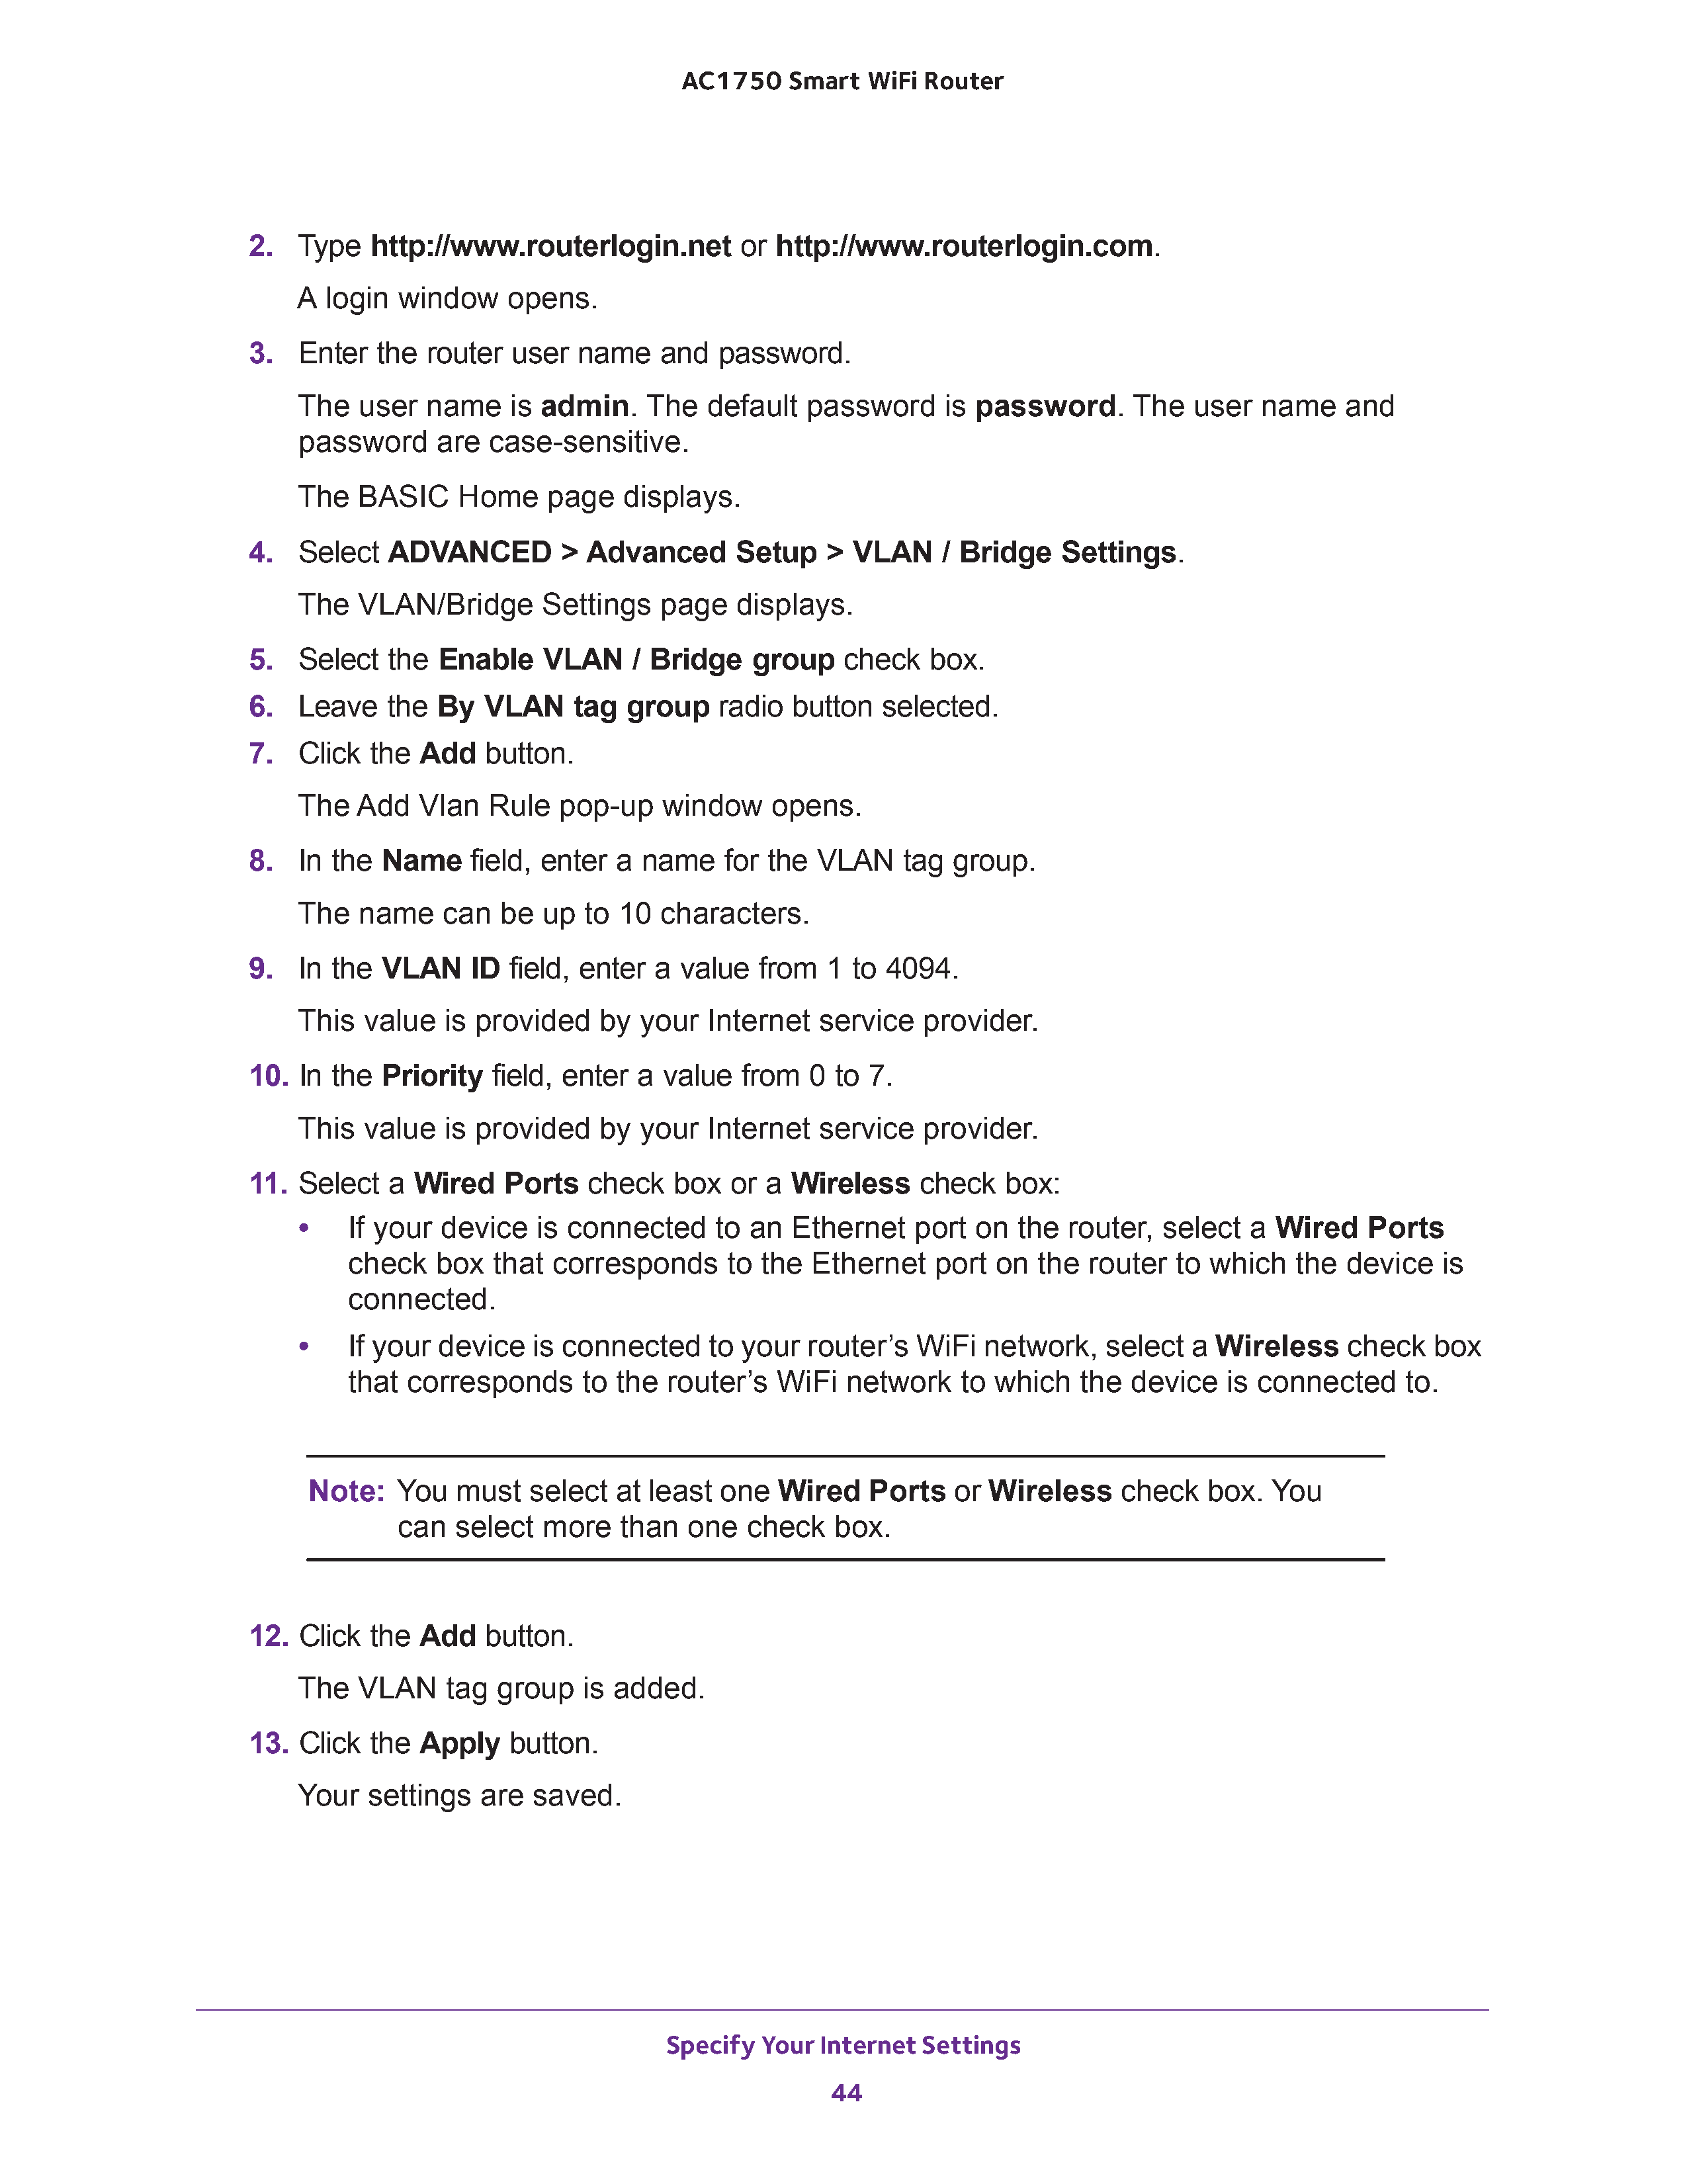 AC1750 Smart WiFi Router
2. Type http://www.routerlogin.net or http://www.routerlogin.com.
A login window opens.
3. Enter the router user name and password.
The user name is admin. The default password is password. The user name and
password are case-sensitive.
The BASIC Home page displays.
4. Select ADVANCED > Advanced Setup > VLAN / Bridge Settings.
The VLAN/Bridge Settings page displays.
5. Select the Enable VLAN / Bridge group check box.
6. Leave the By VLAN tag group radio button selected.
7. Click the Add button.
The Add Vlan Rule pop-up window opens.
8. In the Name field, enter a name for the VLAN tag group.
The name can be up to 10 characters.
9. In the VLAN ID field, enter a value from 1 to 4094.
This value is provided by your Internet service provider.
10. In the Priority field, enter a value from 0 to 7.
This value is provided by your Internet service provider.
11. Select a Wired Ports check box or a Wireless check box:
• If your device is connected to an Ethernet port on the router, select a Wired Ports
check box that corresponds to the Ethernet port on the router to which the device is
connected.
• If your device is connected to your router’s WiFi network, select a Wireless check box
that corresponds to the router’s WiFi network to which the device is connected to.
Note: You must select at least one Wired Ports or Wireless check box. You
can select more than one check box.
12. Click the Add button.
The VLAN tag group is added.
13. Click the Apply button.
Your settings are saved.
Specify Your Internet Settings
44